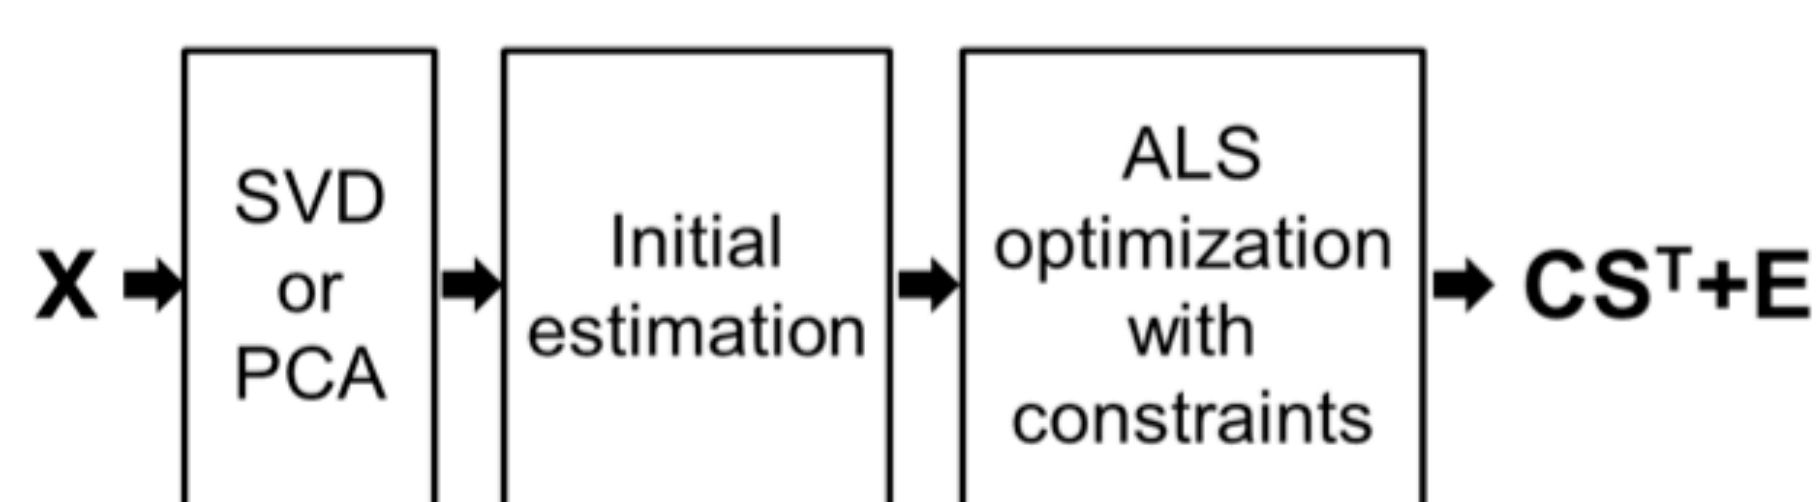 X
SVD
or
PCA
Initial
estimation
ALS
optimization
with
constraints
CSᵀ+E